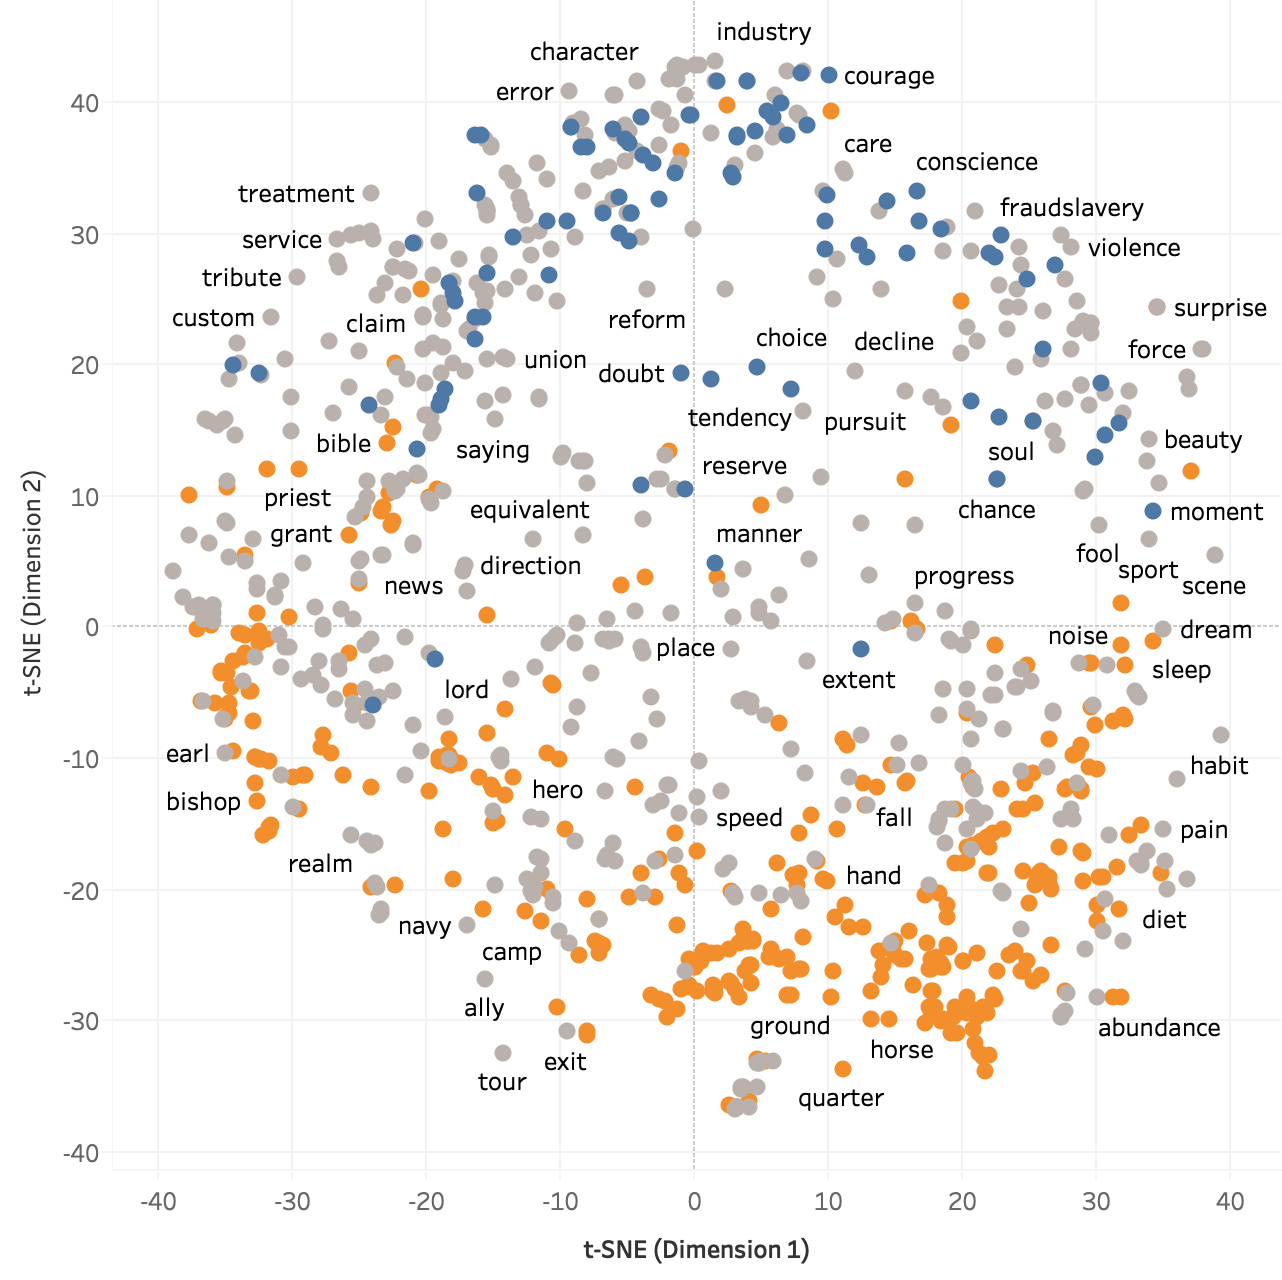 industry
character
courage
error
40
care
conscience
treatment
fraudslavery
service
30
violence
tribute
custom
claim
reform
surprise
choice
decline
force
union
doubt
20
tendency
pursuit
bible
saying
soul
beauty
reserve
priest
10
equivalent
chance
moment
grant
manner
fool
direction
sport
news
progress
scene
0
noise
dream
place
sleep
lord
extent
earl
-10
habit
bishop
hero
speed
fall
pain
realm
hand
-20
navy
diet
camp
ally
-30
ground
abundance
horse
exit
tour
quarter
-40
-40
-30
-20
-10
0
10
20
30
40
t-SNE (Dimension 1)
t-SNE (Dimension 2)